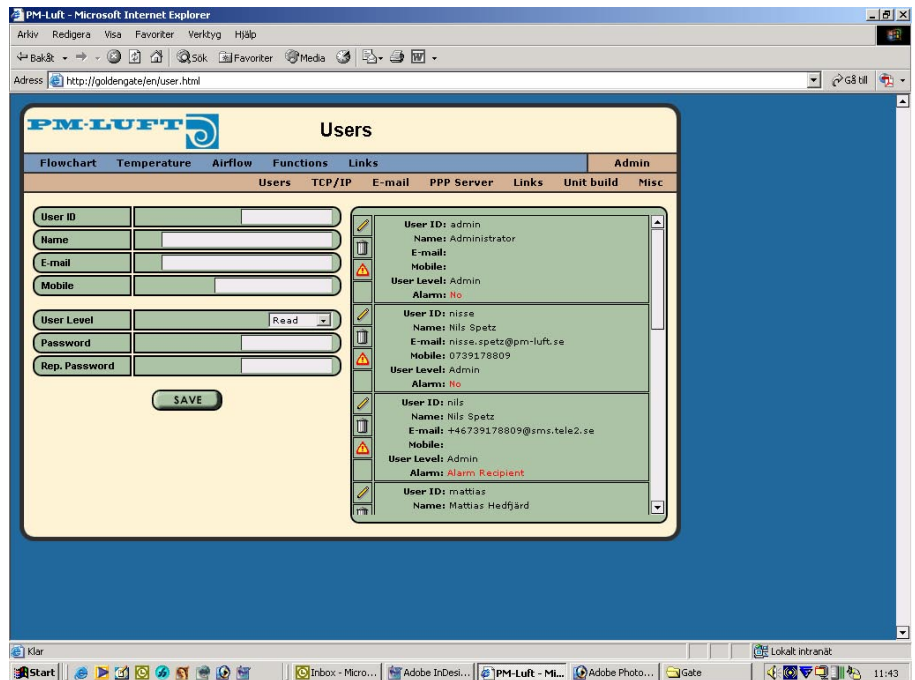 PM-Luft - Microsoft Internet Explorer
Arkiv Redigera Visa Favoriter Verktyg Hjälp
Bakåt Sök Favoriter Media
Adress http://goldengate/en/user.html Gå till
PM-LUFT Users
Flowchart Temperature Airflow Functions Links Admin
Users TCP/IP E-mail PPP Server Links Unit build Misc
User ID
Name
E-mail
Mobile
User Level Read
Password
Rep. Password
SAVE
User ID: admin
Name: Administrator
E-mail:
Mobile:
User Level: Admin
Alarm: No
User ID: nisse
Name: Nils Spetz
E-mail: nisse.spetz@pm-luft.se
Mobile: 0739178809
User Level: Admin
Alarm: No
User ID: nils
Name: Nils Spetz
E-mail: +46739178809@sms.tele2.se
Mobile:
User Level: Admin
Alarm: Alarm Recipient
User ID: mattias
Name: Mattias Hedfjärd
Klar Lokalt intranät
Start Inbox - Micro... Adobe InDesi... PM-Luft - Mi... Adobe Photo... Gate 11:43